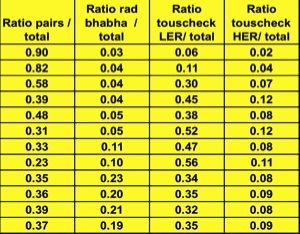 Ratio pairs / total | Ratio rad bhabha / total | Ratio touscheck LER/ total | Ratio touscheck HER/ total
0.90 | 0.03 | 0.06 | 0.02
0.82 | 0.04 | 0.11 | 0.04
0.58 | 0.04 | 0.30 | 0.07
0.39 | 0.04 | 0.45 | 0.12
0.48 | 0.05 | 0.38 | 0.08
0.31 | 0.05 | 0.52 | 0.12
0.33 | 0.11 | 0.47 | 0.08
0.23 | 0.10 | 0.56 | 0.11
0.35 | 0.23 | 0.34 | 0.08
0.36 | 0.20 | 0.35 | 0.09
0.39 | 0.21 | 0.32 | 0.08
0.37 | 0.19 | 0.35 | 0.09